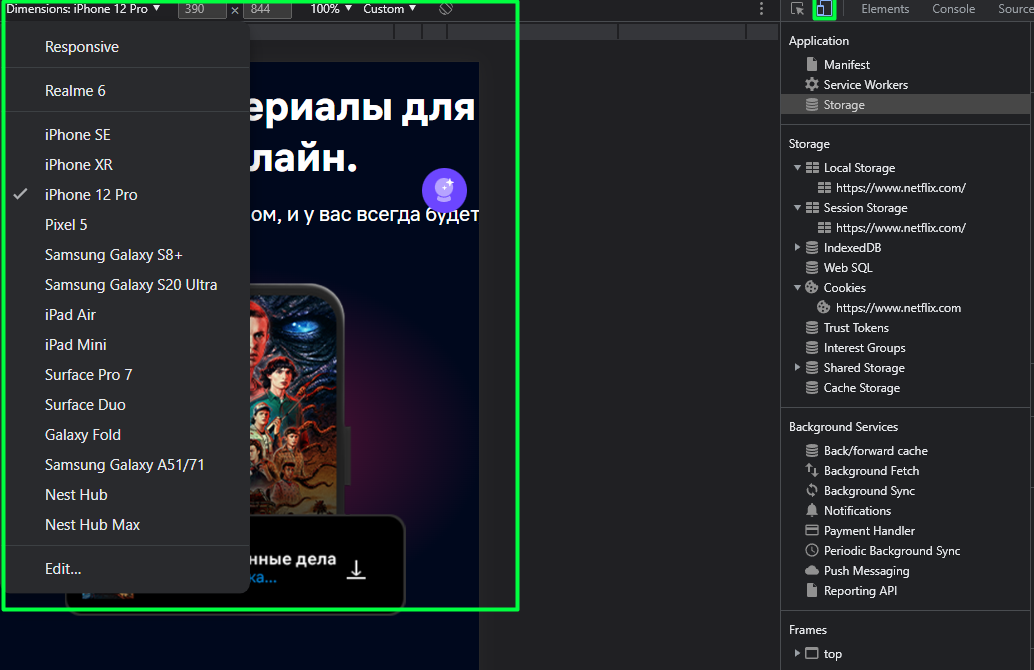 Dimensions: iPhone 12 Pro ▼ 390 × 844 100% ▼ Custom ▼
Elements Console Source
Responsive
Realme 6
iPhone SE
iPhone XR
iPhone 12 Pro
Pixel 5
Samsung Galaxy S8+
Samsung Galaxy S20 Ultra
iPad Air
iPad Mini
Surface Pro 7
Surface Duo
Galaxy Fold
Samsung Galaxy A51/71
Nest Hub
Nest Hub Max
Edit...
ериалы для
лайн.
ом, и у вас всегда будет
нные дела
ка...
Application
Manifest
Service Workers
Storage
Storage
Local Storage
https://www.netflix.com/
Session Storage
https://www.netflix.com/
IndexedDB
Web SQL
Cookies
https://www.netflix.com
Trust Tokens
Interest Groups
Shared Storage
Cache Storage
Background Services
Back/forward cache
Background Fetch
Background Sync
Notifications
Payment Handler
Periodic Background Sync
Push Messaging
Reporting API
Frames
top